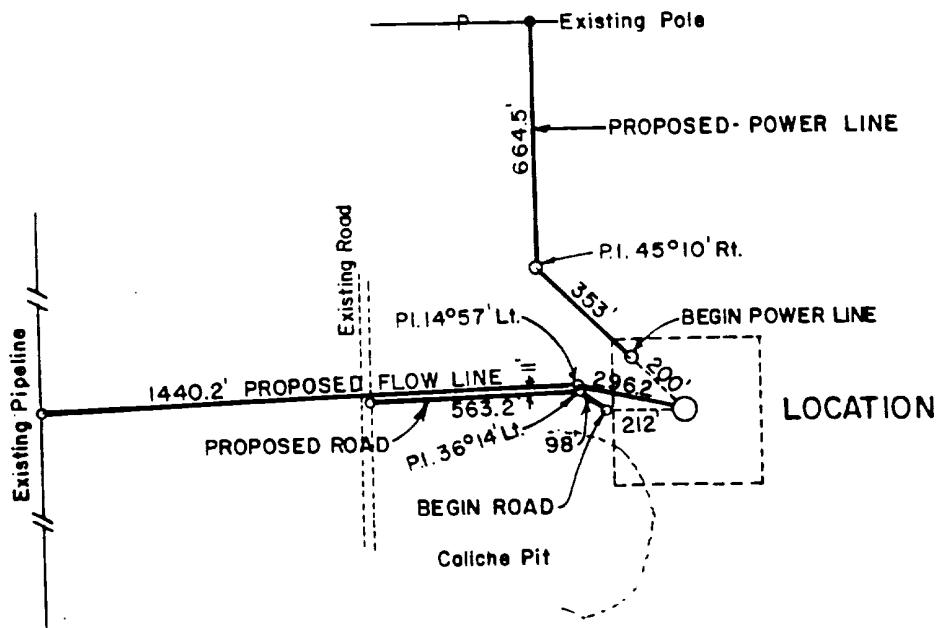 P
Existing Pole
664.5'
PROPOSED - POWER LINE
P.I. 45°10' Rt.
353'
Existing Road
P.I. 14°57' Lt.
BEGIN POWER LINE
200'
1440.2' PROPOSED FLOW LINE
11'
296.2'
Existing Pipeline
563.2'
PROPOSED ROAD
P.I. 36°14' Lt.
98'
212'
LOCATION
BEGIN ROAD
Caliche Pit